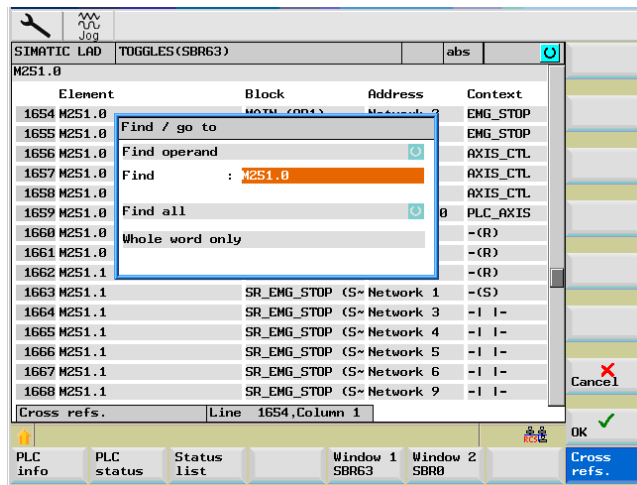 Jog
SIMATIC LAD TOGGLES(SBR63) abs
M251.0
Element Block Address Context
1654 M251.0 MAIN (OB1) Network 2 EMG_STOP
1655 M251.0 EMG_STOP
1656 M251.0 AXIS_CTL
1657 M251.0 AXIS_CTL
1658 M251.0 AXIS_CTL
1659 M251.0 0 PLC_AXIS
1660 M251.0 -(R)
1661 M251.0 -(R)
1662 M251.1 -(R)
1663 M251.1 SR_EMG_STOP (S~ Network 1 -(S)
1664 M251.1 SR_EMG_STOP (S~ Network 3 -| |-
1665 M251.1 SR_EMG_STOP (S~ Network 4 -| |-
1666 M251.1 SR_EMG_STOP (S~ Network 5 -| |-
1667 M251.1 SR_EMG_STOP (S~ Network 6 -| |-
1668 M251.1 SR_EMG_STOP (S~ Network 9 -| |-
Find / go to
Find operand
Find : M251.0
Find all
Whole word only
Cross refs. Line 1654,Column 1
Cancel
RCS
OK
PLC info
PLC status
Status list
Window 1 SBR63
Window 2 SBR0
Cross refs.